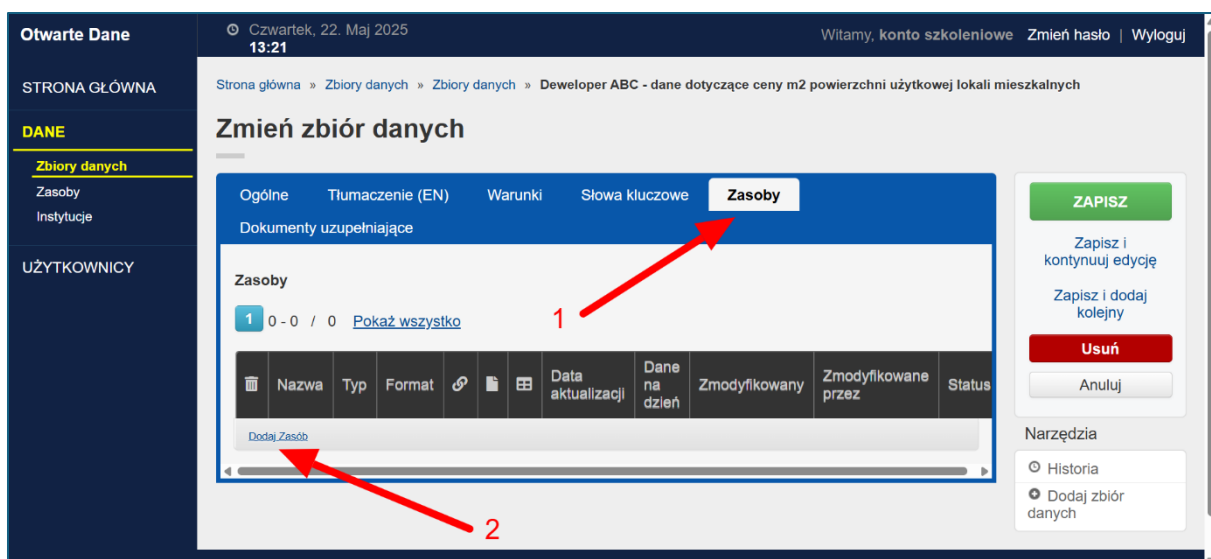 Otwarte Dane
Czwartek, 22. Maj 2025
13:21
Witamy, konto szkoleniowe Zmień hasło | Wyloguj
STRONA GŁÓWNA
DANE
Zbiory danych
Zasoby
Instytucje
UŻYTKOWNICY
Strona główna » Zbiory danych » Zbiory danych » Deweloper ABC - dane dotyczące ceny m2 powierzchni użytkowej lokali mieszkalnych
Zmień zbiór danych
Ogólne Tłumaczenie (EN) Warunki Słowa kluczowe Zasoby
Dokumenty uzupełniające
Zasoby
1 0 - 0 / 0 Pokaż wszystko
1
Nazwa Typ Format Data aktualizacji Dane na dzień Zmodyfikowany Zmodyfikowane przez Status
Dodaj Zasób
2
ZAPISZ
Zapisz i
kontynuuj edycję
Zapisz i dodaj
kolejny
Usuń
Anuluj
Narzędzia
Historia
Dodaj zbiór
danych